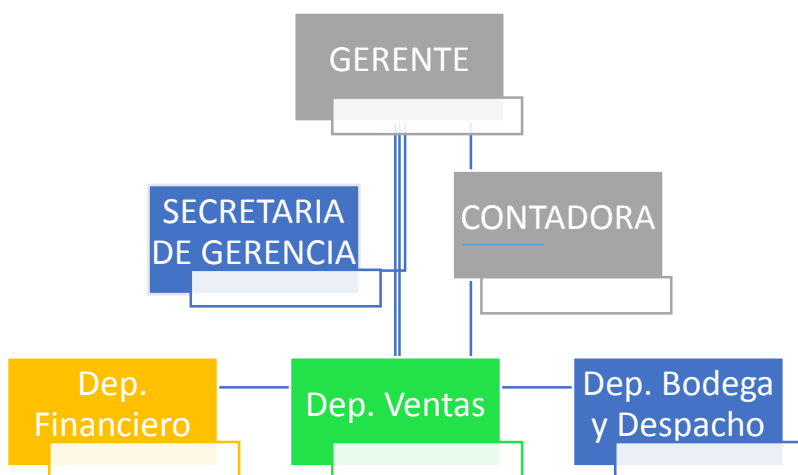 GERENTE
SECRETARIA
DE GERENCIA
CONTADORA
Dep.
Financiero
Dep. Ventas
Dep. Bodega
y Despacho